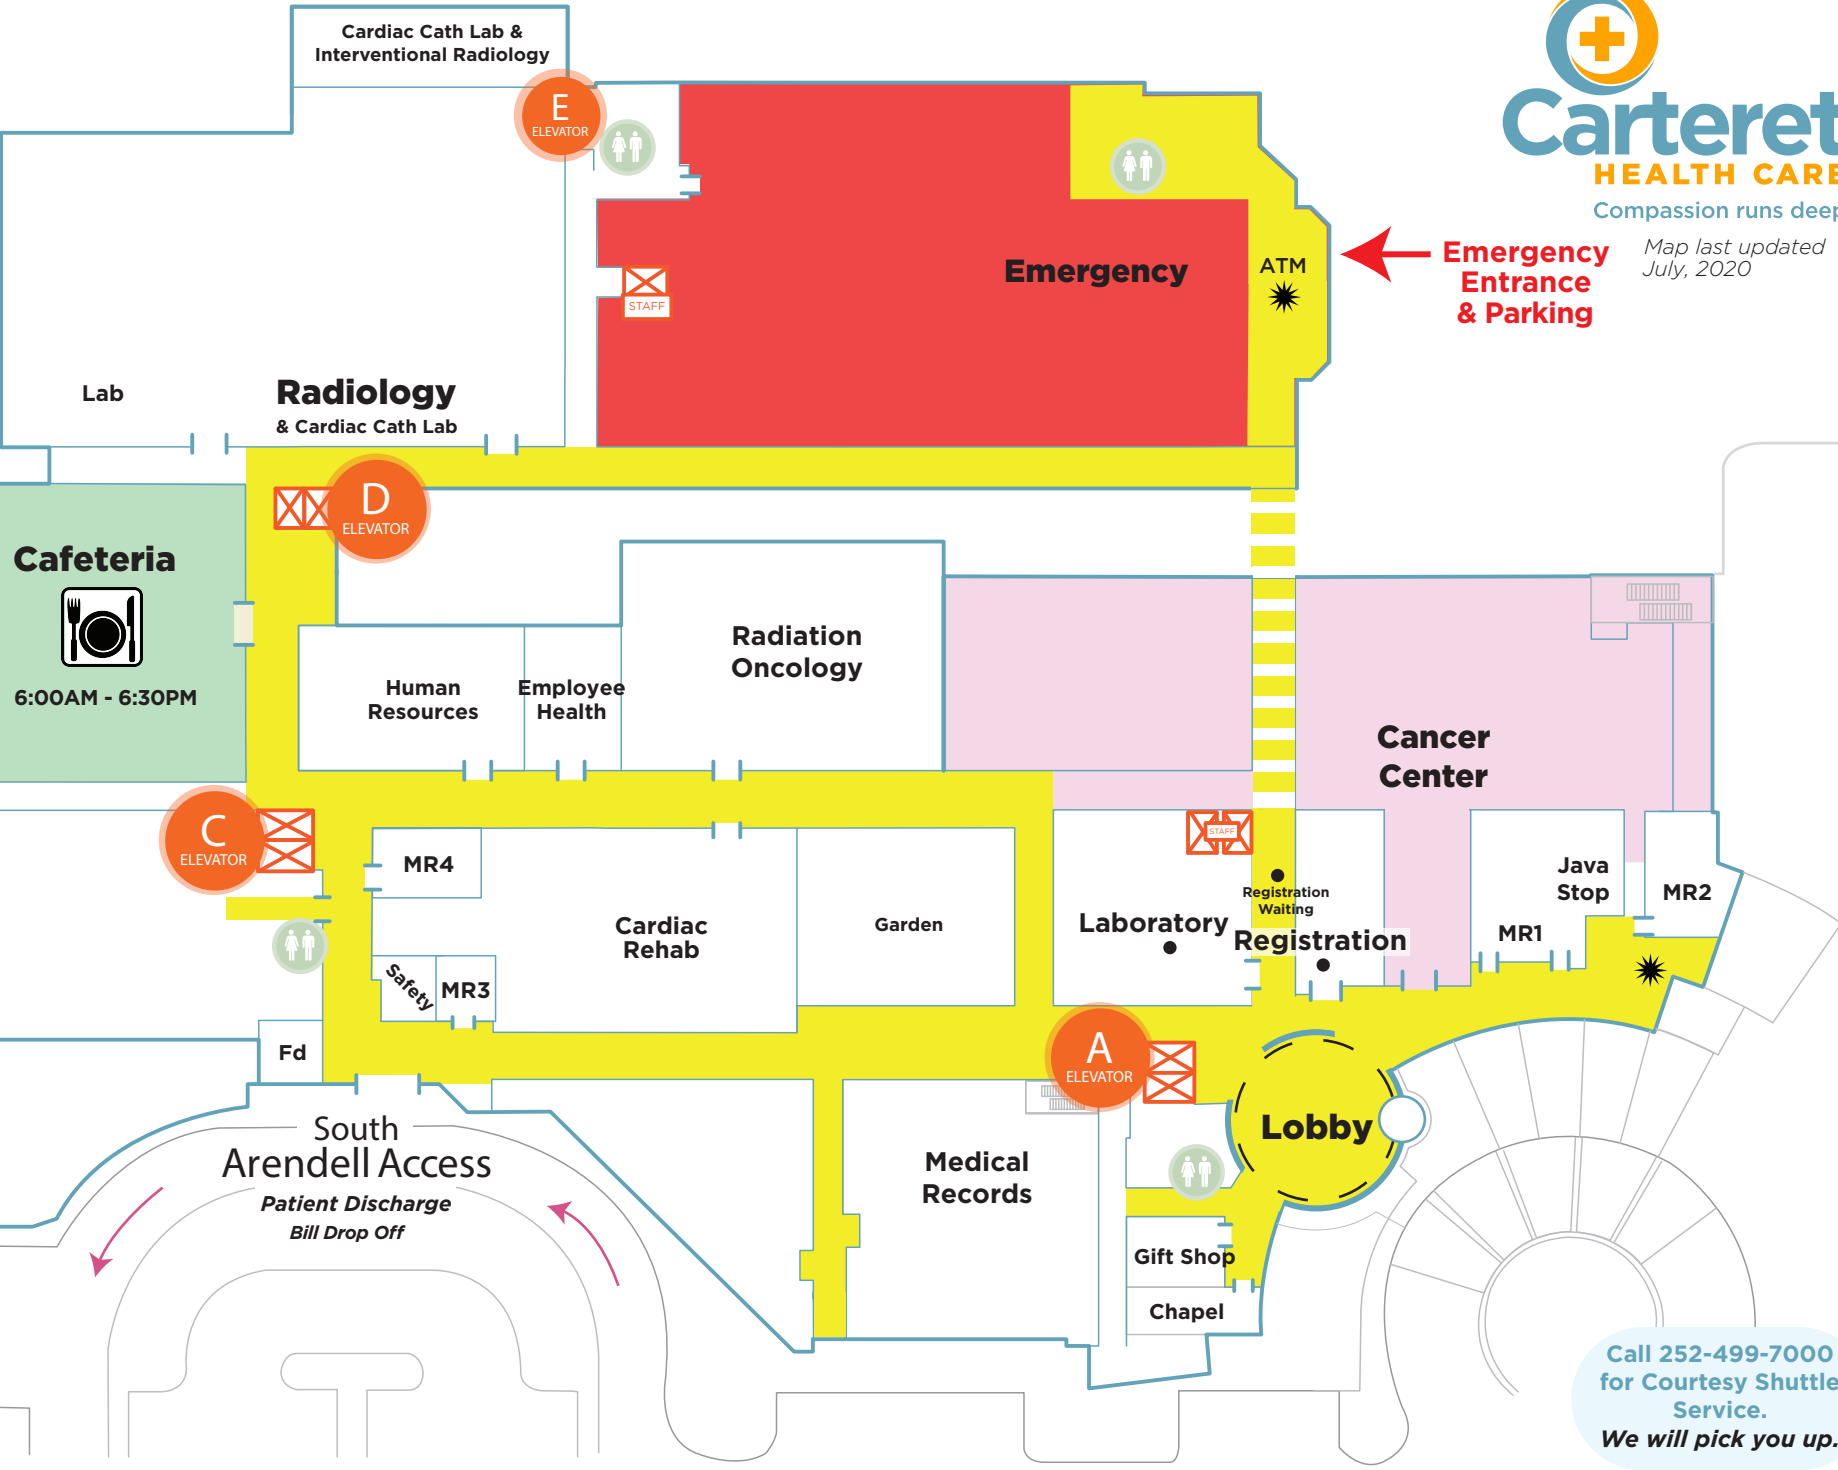 Cardiac Cath Lab &
Interventional Radiology
E
ELEVATOR
Carteret
HEALTH CARE
Compassion runs deep
Map last updated
July, 2020
Emergency
Entrance
& Parking
Emergency
ATM
STAFF
Lab
Radiology
& Cardiac Cath Lab
D
ELEVATOR
Cafeteria
6:00AM - 6:30PM
Human
Resources
Employee
Health
Radiation
Oncology
Cancer
Center
C
ELEVATOR
MR4
Cardiac
Rehab
Garden
STAFF
Laboratory
Registration
Waiting
Registration
Java
Stop
MR1
MR2
Safety
MR3
Fd
A
ELEVATOR
Lobby
South
Arendell Access
Patient Discharge
Bill Drop Off
Medical
Records
Gift Shop
Chapel
Call 252-499-7000
for Courtesy Shuttle
Service.
We will pick you up.